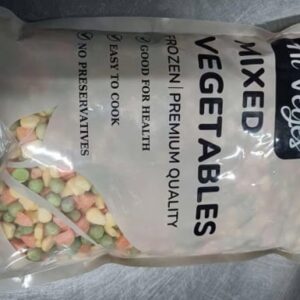 MIXED
VEGETABLES
FROZEN | PREMIUM QUALITY
✓ GOOD FOR HEALTH
✓ EASY TO COOK
✓ NO PRESERVATIVES